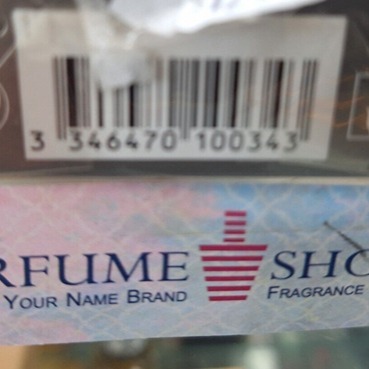 3 346470 100343
RFUME SHO
YOUR NAME BRAND FRAGRANCE